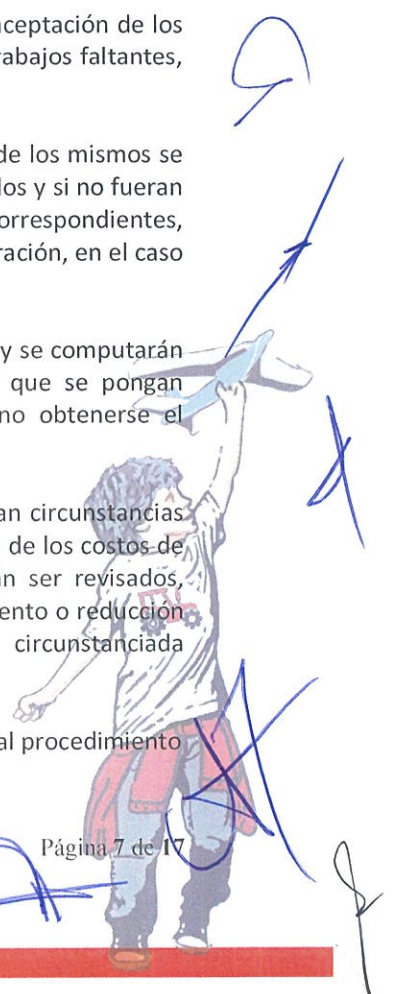 aceptación de los
rabajos faltantes,
de los mismos se
los y si no fueran
orrespondientes,
ración, en el caso
y se computarán
que se pongan
no obtenerse el
an circunstancias
de los costos de
an ser revisados,
ento o reducción
circunstanciada
al procedimiento
Página 7 de 17